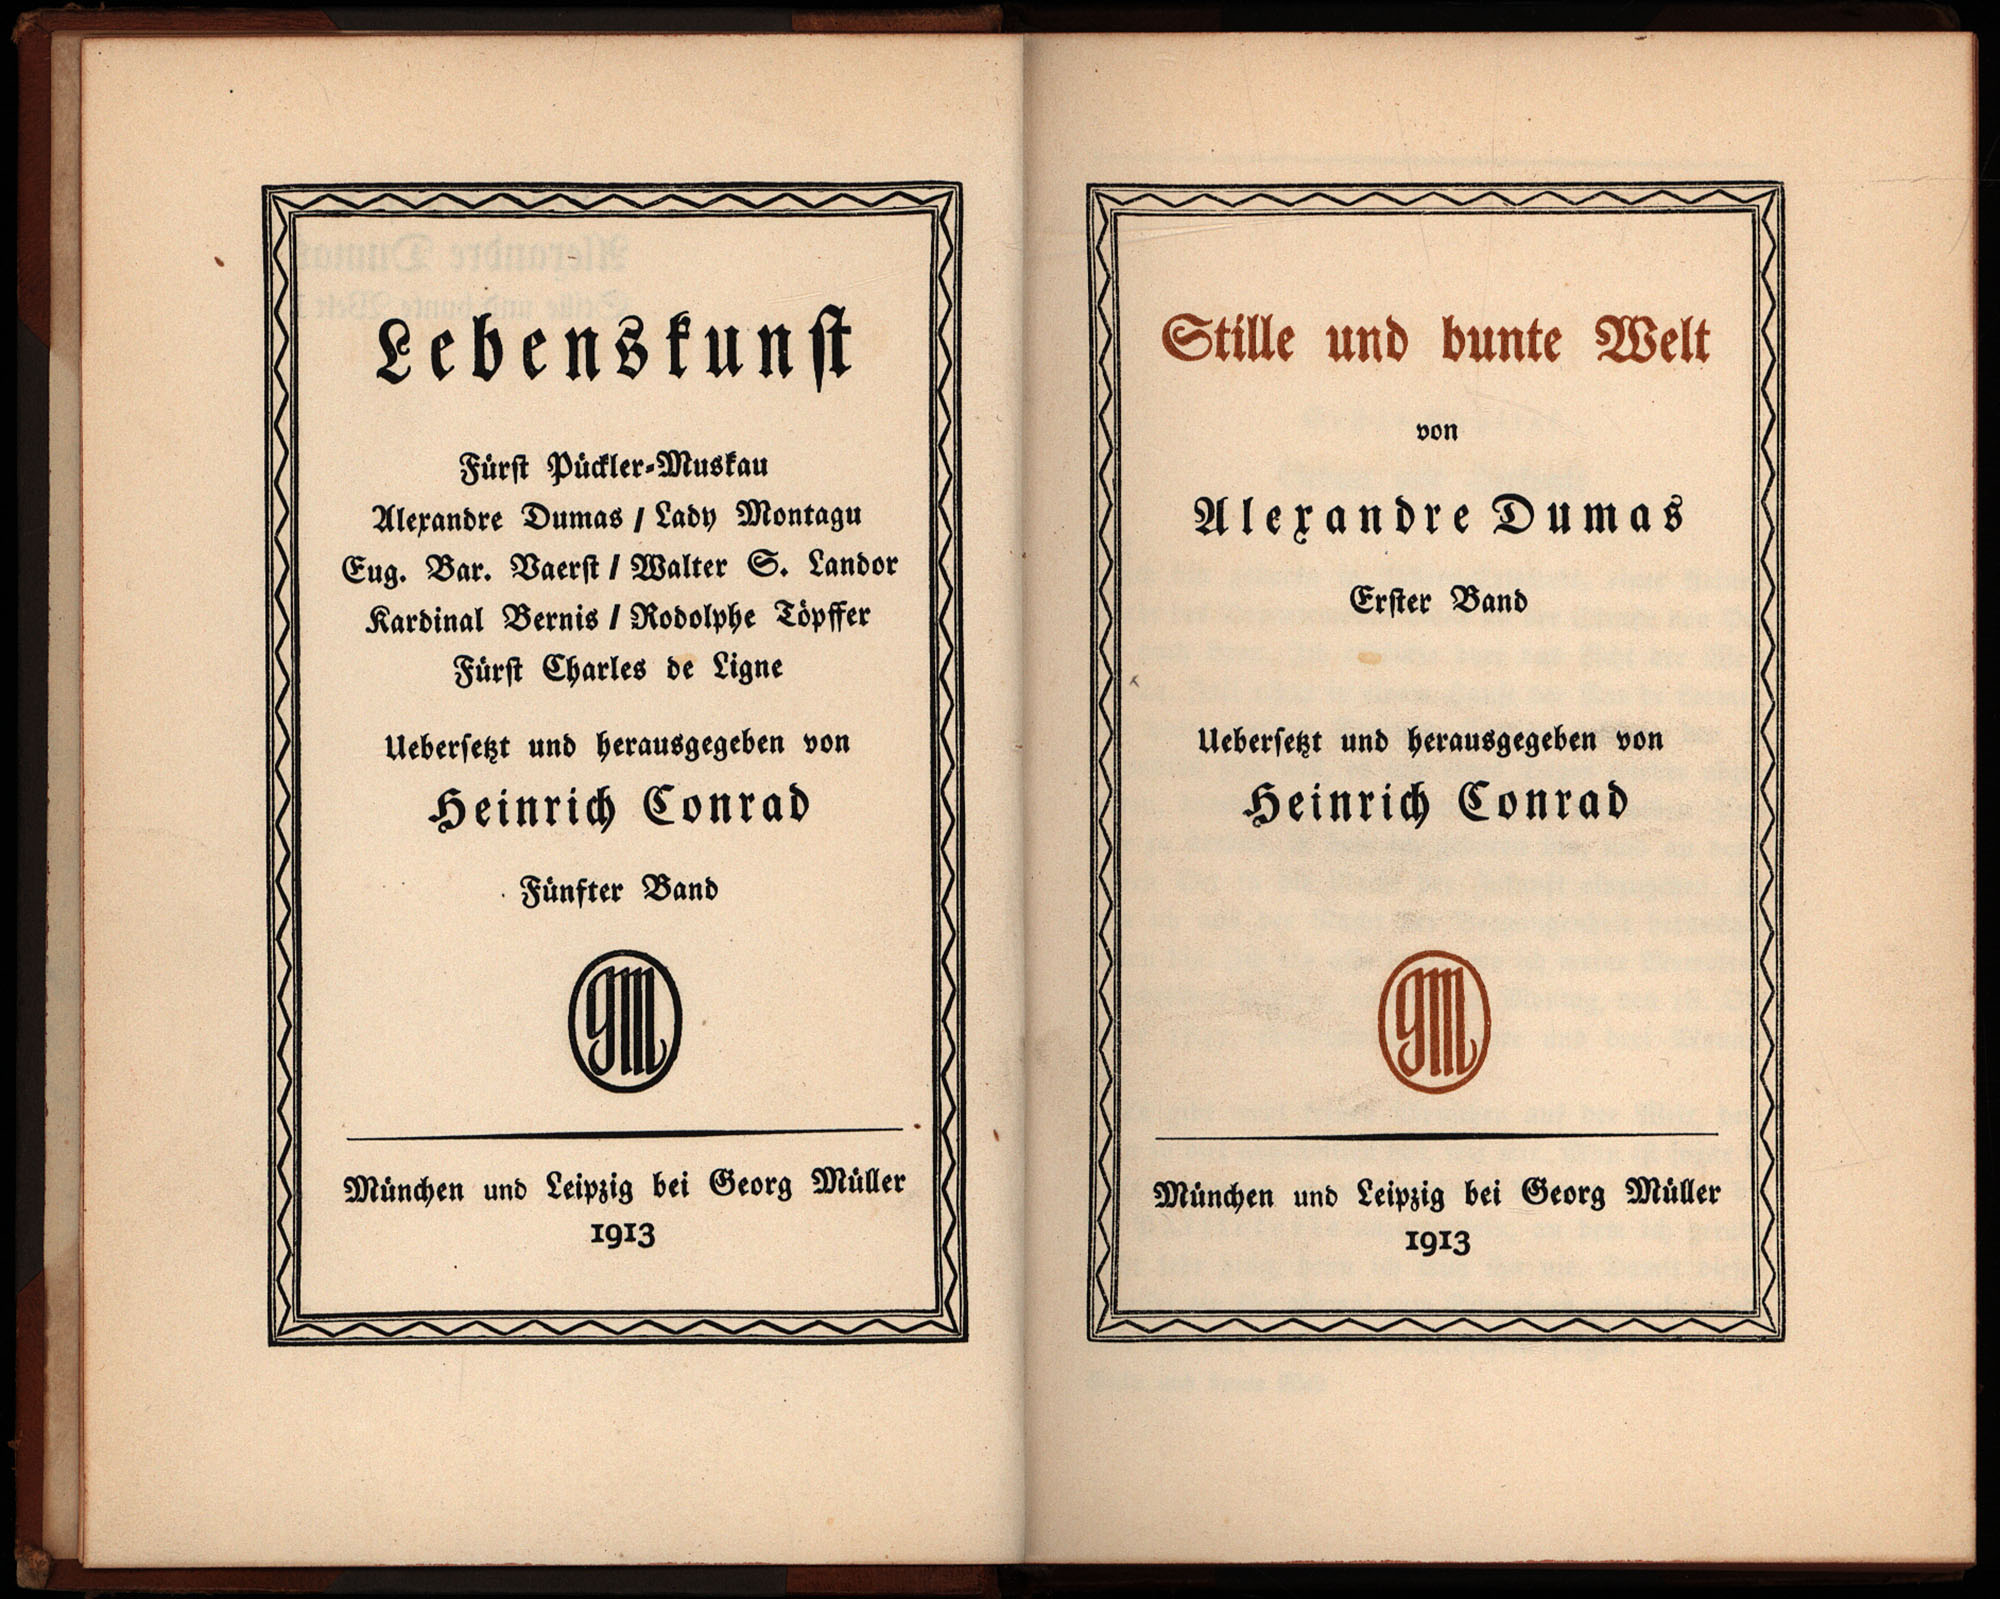 Lebenskunst
Fürst Pückler-Muskau
Alexandre Dumas / Lady Montagu
Eug. Bar. Vaerst / Walter S. Landor
Kardinal Bernis / Rodolphe Töpffer
Fürst Charles de Ligne
Uebersetzt und herausgegeben von
Heinrich Conrad
Fünfter Band
GM
München und Leipzig bei Georg Müller
1913
Stille und bunte Welt
von
Alexandre Dumas
Erster Band
Uebersetzt und herausgegeben von
Heinrich Conrad
GM
München und Leipzig bei Georg Müller
1913